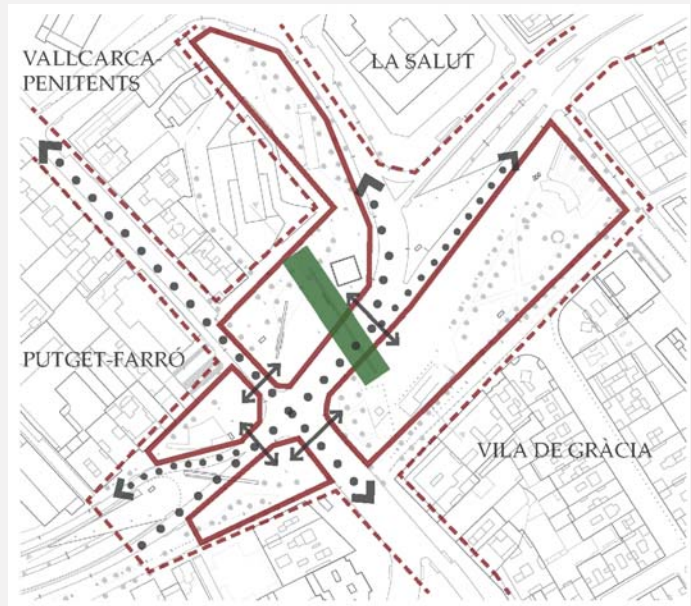 VALLCARCA-
PENITENTS
LA SALUT
PUTGET-FARRÓ
VILA DE GRÀCIA